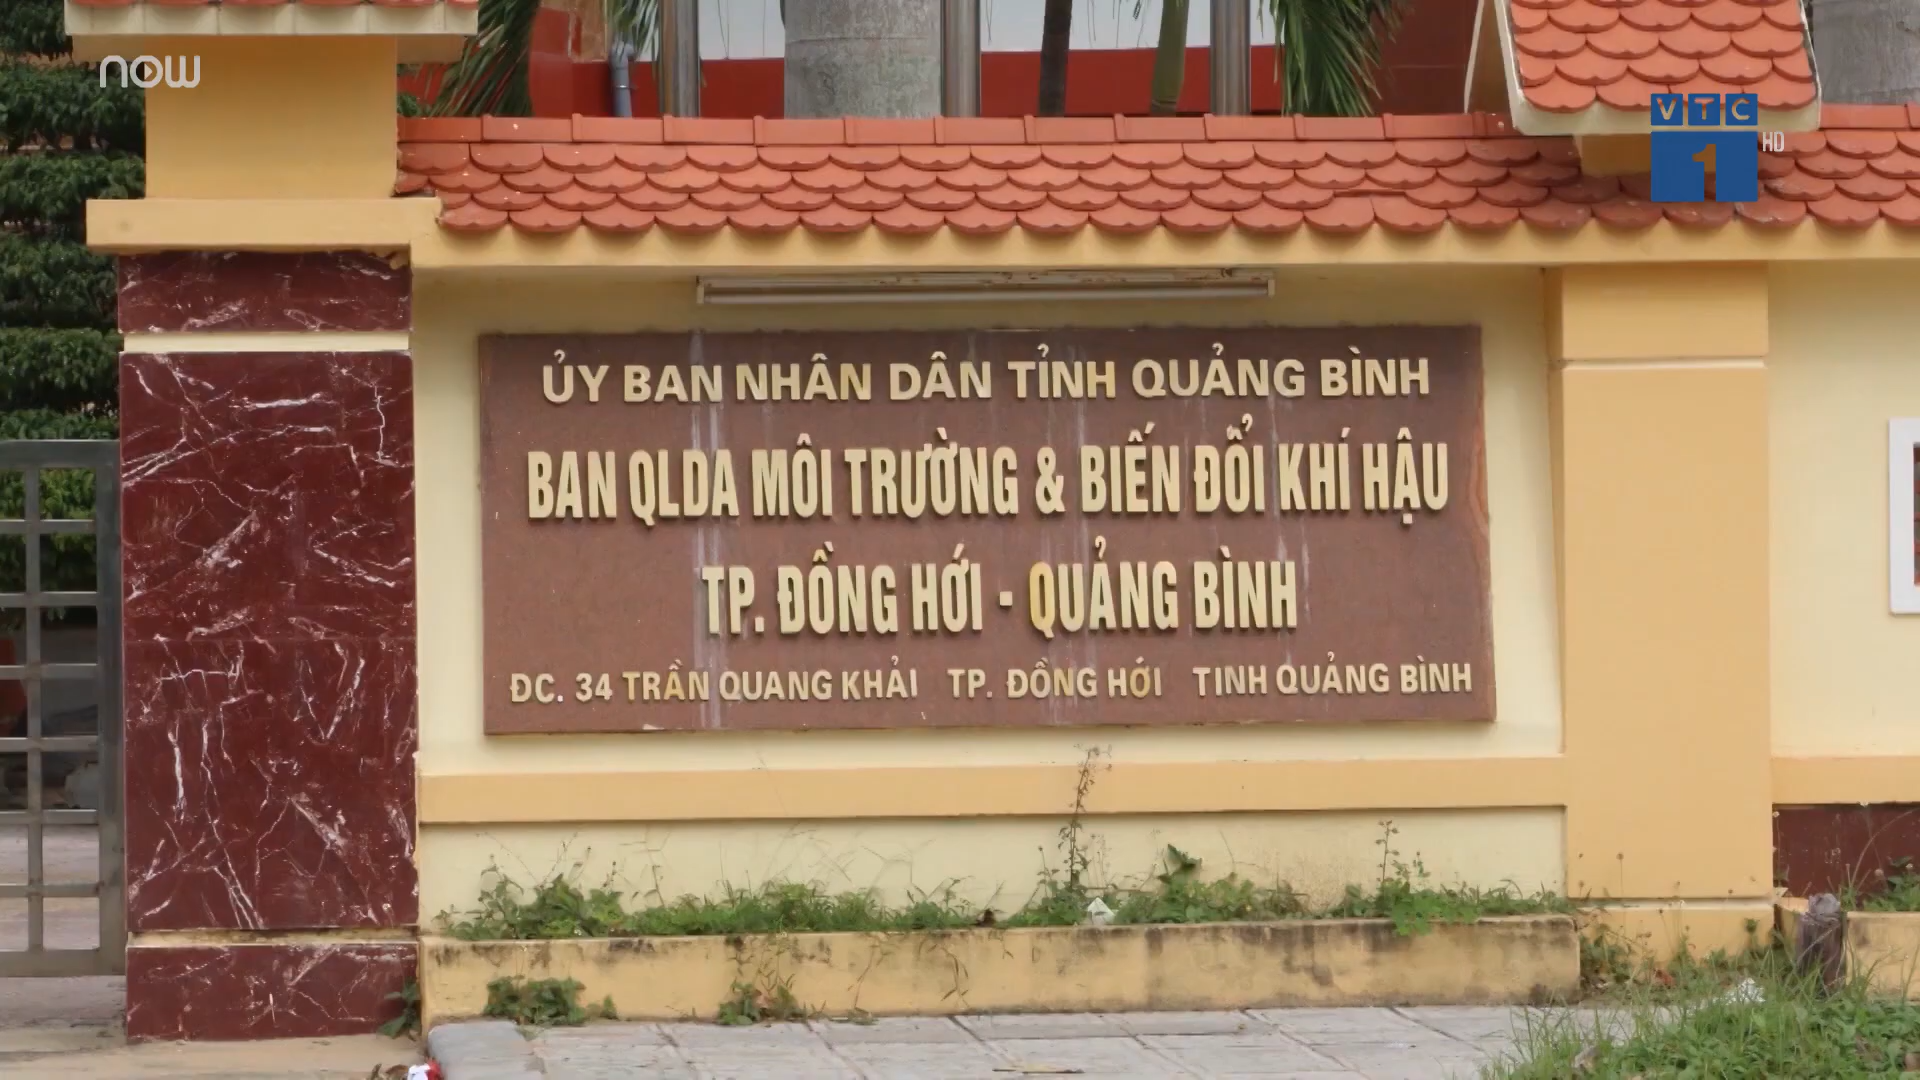 now
VTC
1
HD
ỦY BAN NHÂN DÂN TỈNH QUẢNG BÌNH
BAN QLDA MÔI TRƯỜNG & BIẾN ĐỔI KHÍ HẬU
TP. ĐỒNG HỚI - QUẢNG BÌNH
ĐC. 34 TRẦN QUANG KHẢI TP. ĐỒNG HỚI TINH QUẢNG BÌNH